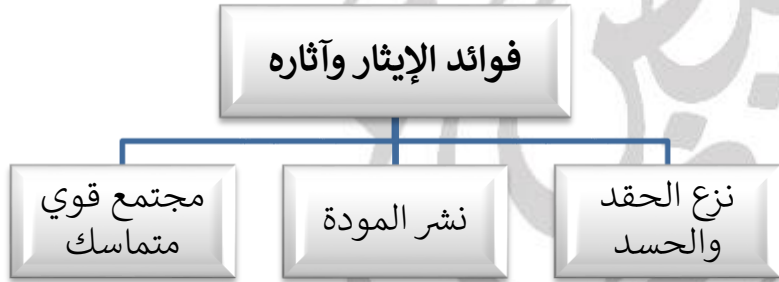 فوائد الإيثار وآثاره
نزع الحقد
والحسد
نشر المودة
مجتمع قوي
متماسك